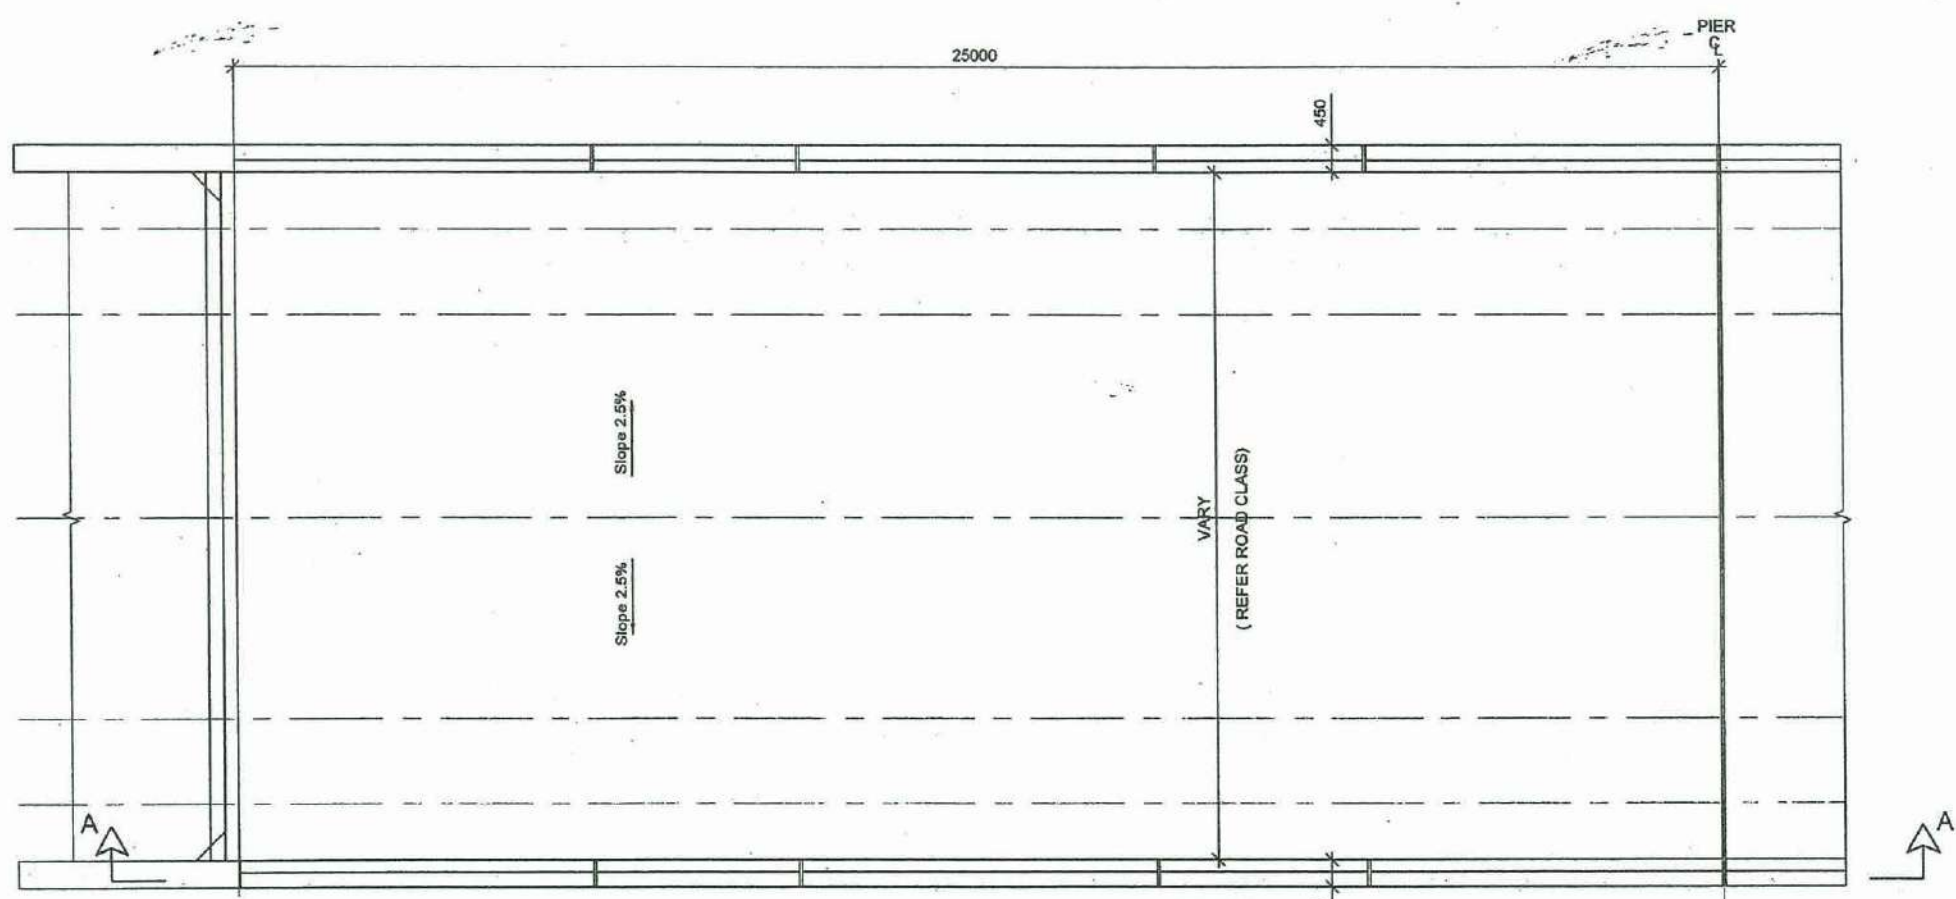 PIER
℄
25000
450
Slope 2.5%
Slope 2.5%
VARY
( REFER ROAD CLASS)
A
A